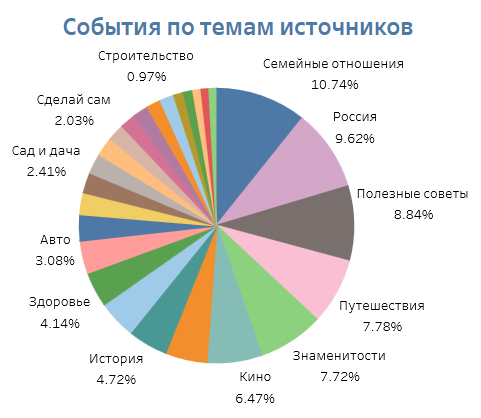 События по темам источников
Строительство
0.97%
Семейные отношения
10.74%
Сделай сам
2.03%
Россия
9.62%
Сад и дача
2.41%
Полезные советы
8.84%
Авто
3.08%
Здоровье
4.14%
Путешествия
7.78%
История
4.72%
Знаменитости
7.72%
Кино
6.47%